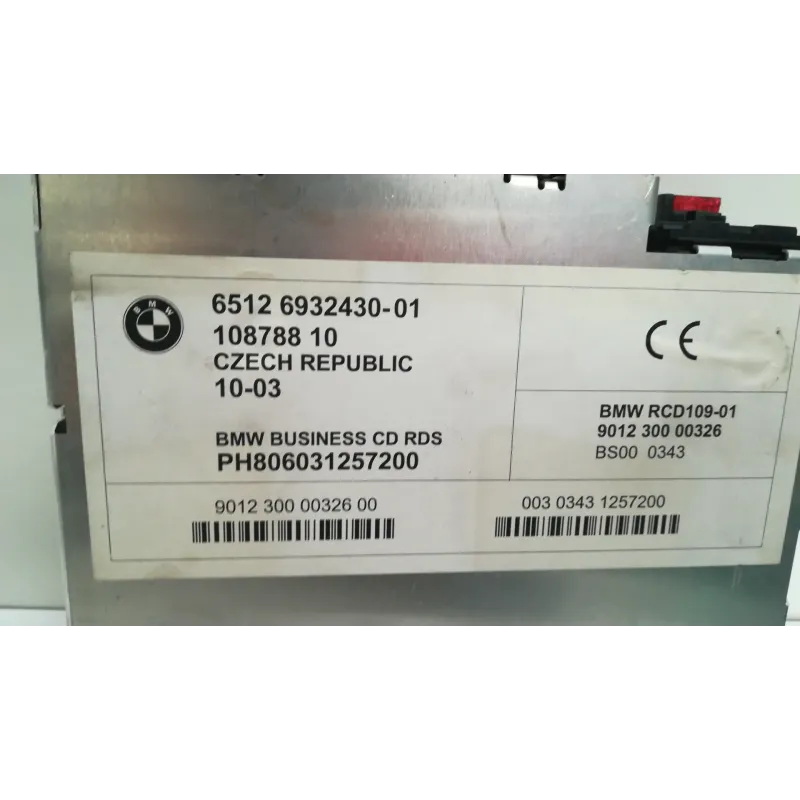 BMW
6512 6932430-01
108788 10
CZECH REPUBLIC
10-03
BMW BUSINESS CD RDS
PH806031257200
CE
BMW RCD109-01
9012 300 00326
BS00 0343
9012 300 00326 00
003 0343 1257200